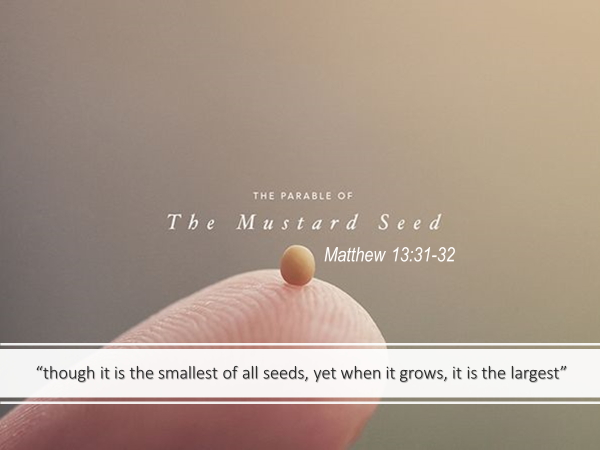 THE PARABLE OF
The Mustard Seed
Matthew 13:31-32
“though it is the smallest of all seeds, yet when it grows, it is the largest”